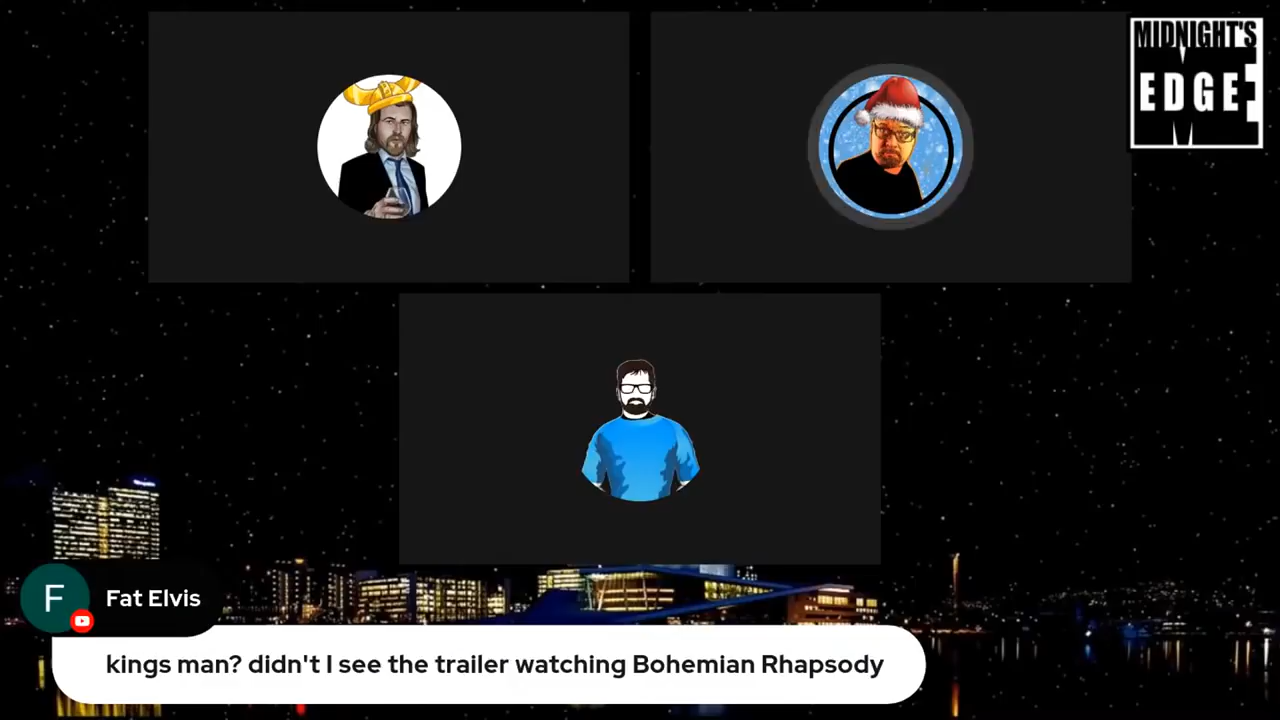 MIDNIGHT'S
EDGE
F
Fat Elvis
kings man? didn't I see the trailer watching Bohemian Rhapsody